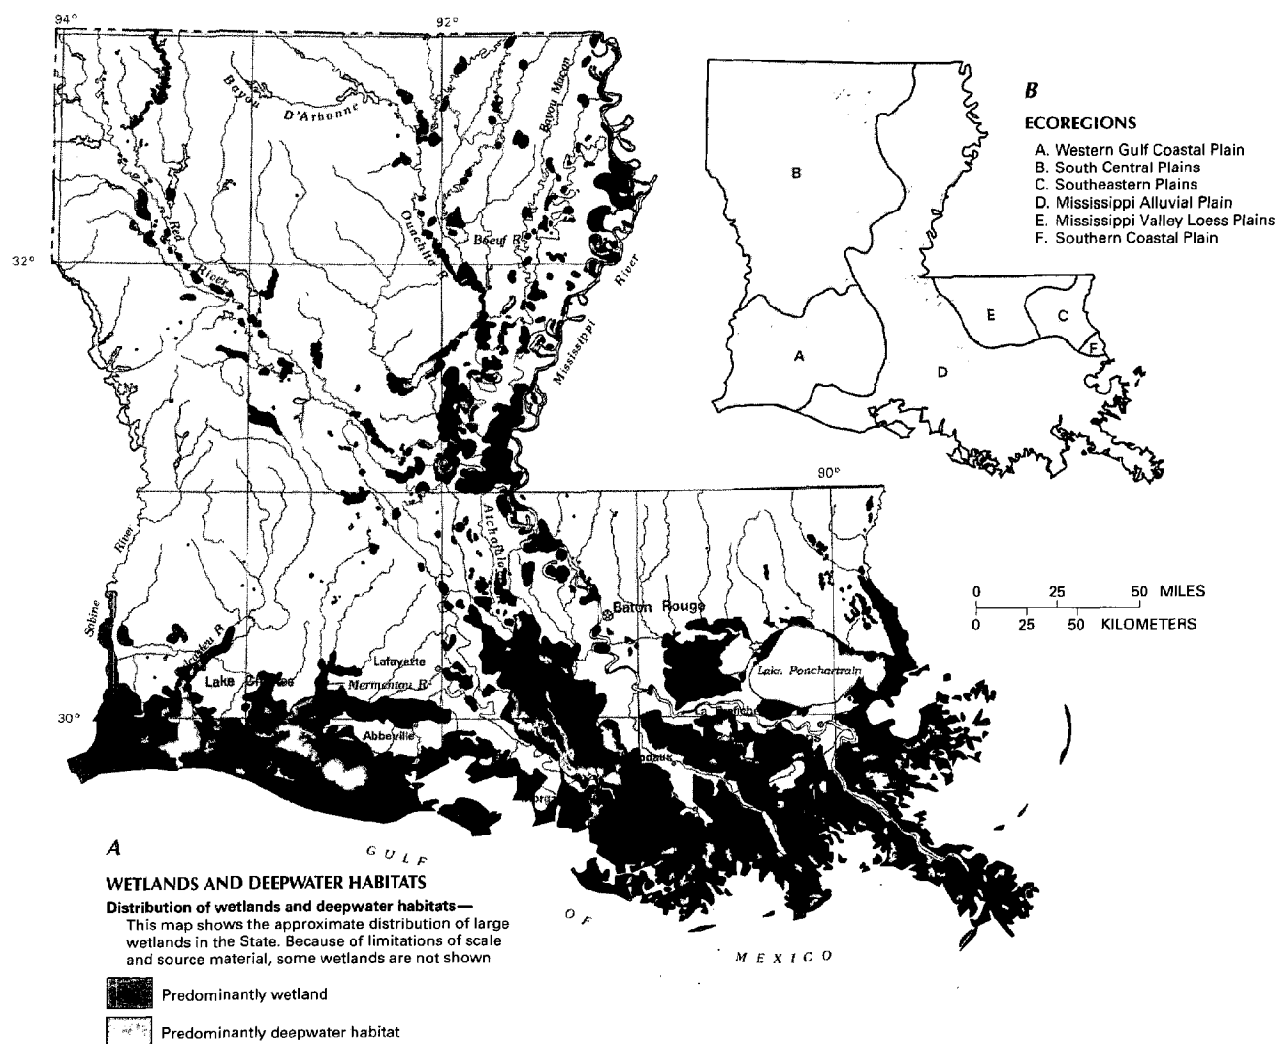 94°
92°
Bayou
D'Arbonne
Bayou Macon
Red
River
Ouachita R
Boeuf R
32°
River
Mississippi
90°
River
Sabine
Atchafalaya
Baton Rouge
Lafayette
Lake Ponchartrain
Mermentau R
30°
Abbeville
GULF
OF
MEXICO
A
WETLANDS AND DEEPWATER HABITATS
Distribution of wetlands and deepwater habitats—
This map shows the approximate distribution of large
wetlands in the State. Because of limitations of scale
and source material, some wetlands are not shown
Predominantly wetland
Predominantly deepwater habitat
B
ECOREGIONS
A. Western Gulf Coastal Plain
B. South Central Plains
C. Southeastern Plains
D. Mississippi Alluvial Plain
E. Mississippi Valley Loess Plains
F. Southern Coastal Plain
B
E
C
F
A
D
0 25 50 MILES
0 25 50 KILOMETERS